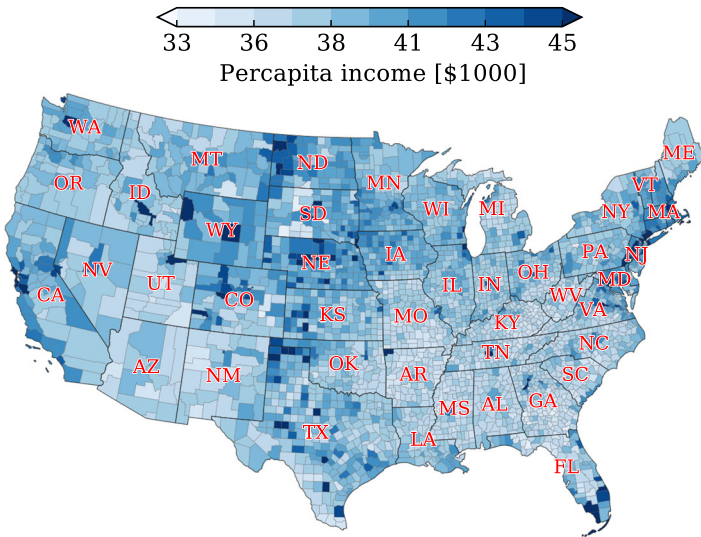 33 36 38 41 43 45
Percapita income [$1000]
WA
ME
MT
ND
VT
OR
ID
MN
SD
WI
MI
NY
MA
WY
IA
PA
NJ
NE
OH
NV
UT
CO
IL
IN
MD
CA
WV
VA
KS
MO
KY
NC
TN
AZ
NM
OK
AR
SC
MS
AL
GA
TX
LA
FL